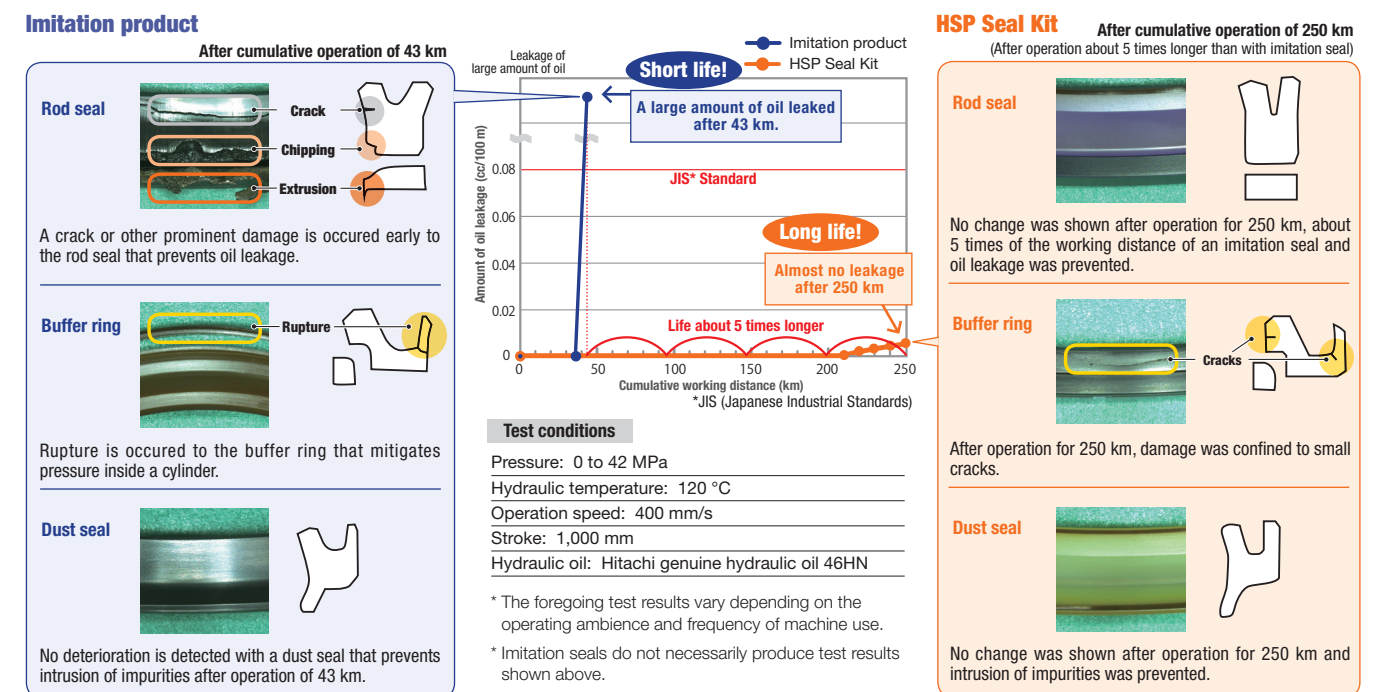 Imitation product
After cumulative operation of 43 km
Rod seal
Crack
Chipping
Extrusion
A crack or other prominent damage is occured early to
the rod seal that prevents oil leakage.
Buffer ring
Rupture
Rupture is occured to the buffer ring that mitigates
pressure inside a cylinder.
Dust seal
No deterioration is detected with a dust seal that prevents
intrusion of impurities after operation of 43 km.
Leakage of
large amount of oil
Imitation product
HSP Seal Kit
Short life!
A large amount of oil leaked
after 43 km.
Amount of oil leakage (cc/100 m)
0.08
0.06
0.04
0.02
0
JIS* Standard
Long life!
Almost no leakage
after 250 km
Life about 5 times longer
0 50 100 150 200 250
Cumulative working distance (km)
*JIS (Japanese Industrial Standards)
Test conditions
Pressure: 0 to 42 MPa
Hydraulic temperature: 120 °C
Operation speed: 400 mm/s
Stroke: 1,000 mm
Hydraulic oil: Hitachi genuine hydraulic oil 46HN
* The foregoing test results vary depending on the
operating ambience and frequency of machine use.
* Imitation seals do not necessarily produce test results
shown above.
HSP Seal Kit
After cumulative operation of 250 km
(After operation about 5 times longer than with imitation seal)
Rod seal
No change was shown after operation for 250 km, about
5 times of the working distance of an imitation seal and
oil leakage was prevented.
Buffer ring
Cracks
After operation for 250 km, damage was confined to small
cracks.
Dust seal
No change was shown after operation for 250 km and
intrusion of impurities was prevented.